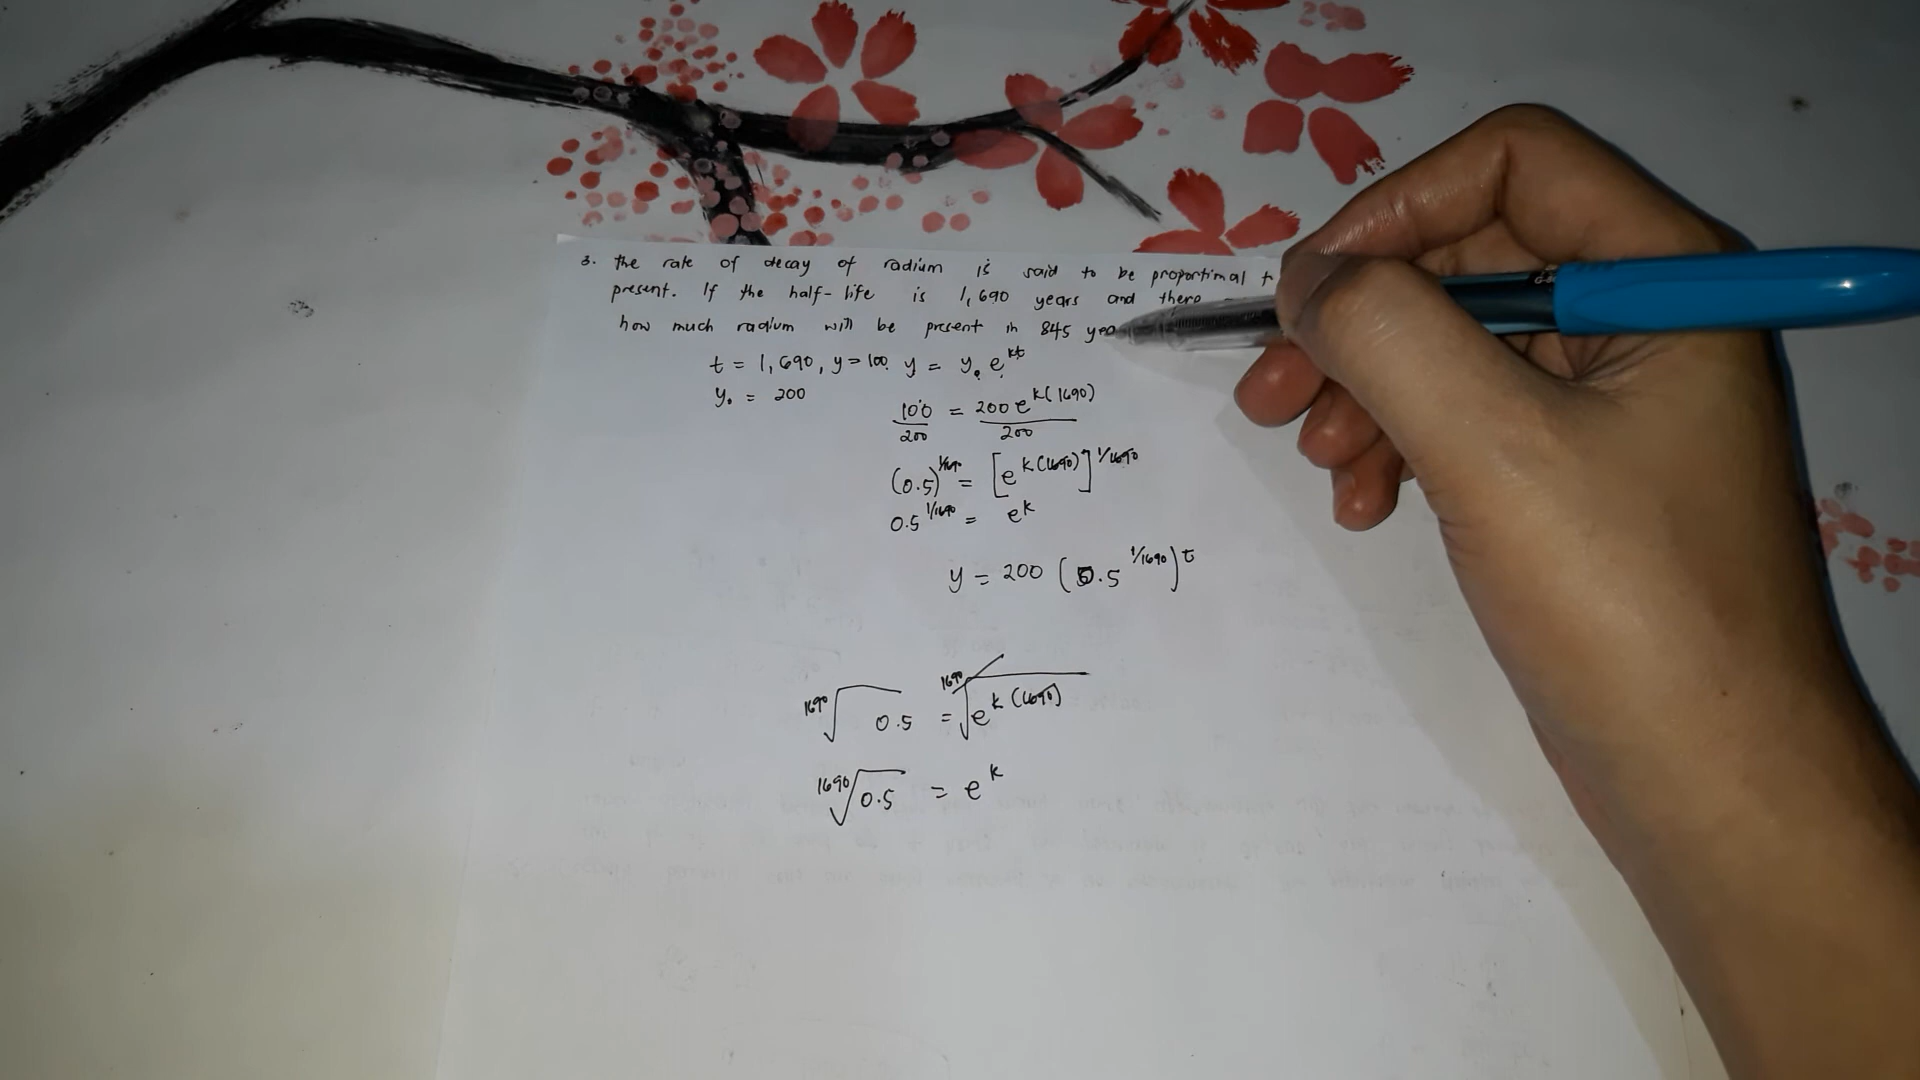 3. the rate of decay of radium is said to be proportional t
present. If the half-life is 1,690 years and there
how much radium will be present in 845 yea
t = 1,690, y = 100 y = y₀ e^kt
y₀ = 200
100/200 = 200 e^k(1690)/200
(0.5)^1/1690 = [e^k(1690)]^1/1690
0.5^1/1690 = e^k
y = 200 (0.5^1/1690)^t
1690√0.5 = 1690√e^k(1690)
1690√0.5 = e^k